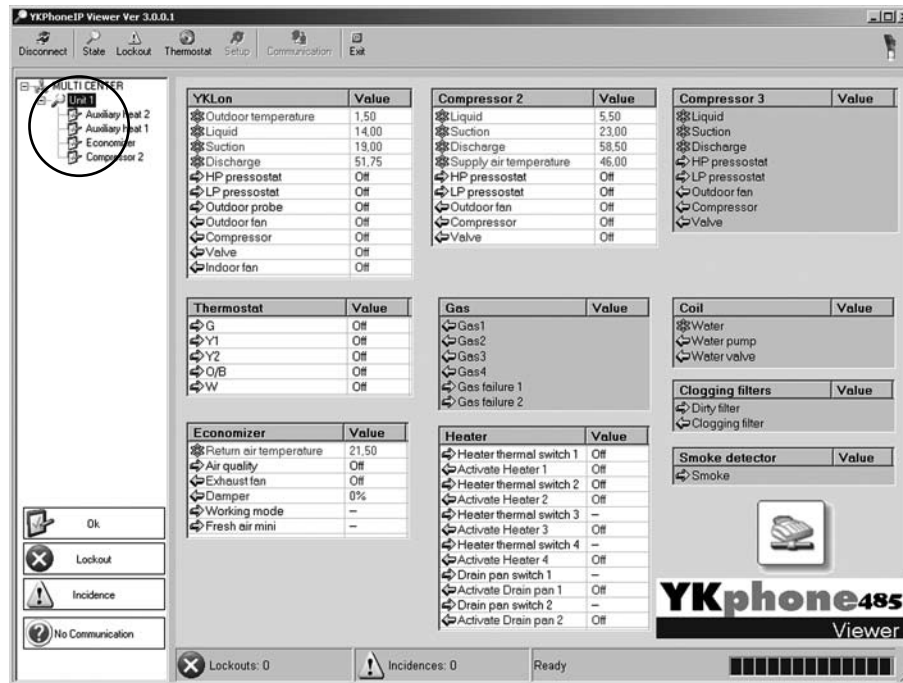 YKPhoneIP Viewer Ver 3.0.0.1
Disconnect State Lockout Thermostat Setup Communication Exit
MULTI CENTER
Unit 1
Auxiliary heat 2
Auxiliary heat 1
Economizer
Compressor 2
YKLon Value
Outdoor temperature 1,50
Liquid 14,00
Suction 19,00
Discharge 51,75
HP pressostat Off
LP pressostat Off
Outdoor probe Off
Outdoor fan Off
Compressor Off
Valve Off
Indoor fan Off
Compressor 2 Value
Liquid 5,50
Suction 23,00
Discharge 58,50
Supply air temperature 46,00
HP pressostat Off
LP pressostat Off
Outdoor fan Off
Compressor Off
Valve Off
Compressor 3 Value
Liquid
Suction
Discharge
HP pressostat
LP pressostat
Outdoor fan
Compressor
Valve
Thermostat Value
G Off
Y1 Off
Y2 Off
O/B Off
W Off
Gas Value
Gas1
Gas2
Gas3
Gas4
Gas failure 1
Gas failure 2
Coil Value
Water
Water pump
Water valve
Clogging filters Value
Dirty filter
Clogging filter
Smoke detector Value
Smoke
Economizer Value
Return air temperature 21,50
Air quality Off
Exhaust fan Off
Damper 0%
Working mode –
Fresh air mini –
Heater Value
Heater thermal switch 1 Off
Activate Heater 1 Off
Heater thermal switch 2 Off
Activate Heater 2 Off
Heater thermal switch 3 –
Activate Heater 3 Off
Heater thermal switch 4 –
Activate Heater 4 Off
Drain pan switch 1 –
Activate Drain pan 1 Off
Drain pan switch 2 –
Activate Drain pan 2 Off
Ok
Lockout
Incidence
No Communication
YKphone485
Viewer
Lockouts: 0 Incidences: 0 Ready